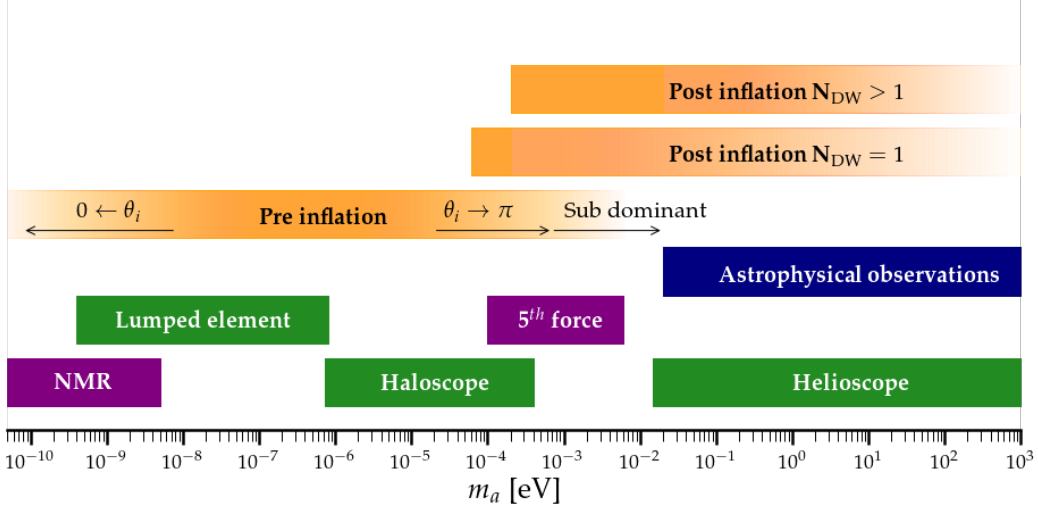 Post inflation N_DW > 1
Post inflation N_DW = 1
0 ← θ_i
Pre inflation
θ_i → π
Sub dominant
Astrophysical observations
Lumped element
5^th force
NMR
Haloscope
Helioscope
10^−10 10^−9 10^−8 10^−7 10^−6 10^−5 10^−4 10^−3 10^−2 10^−1 10^0 10^1 10^2 10^3
m_a [eV]